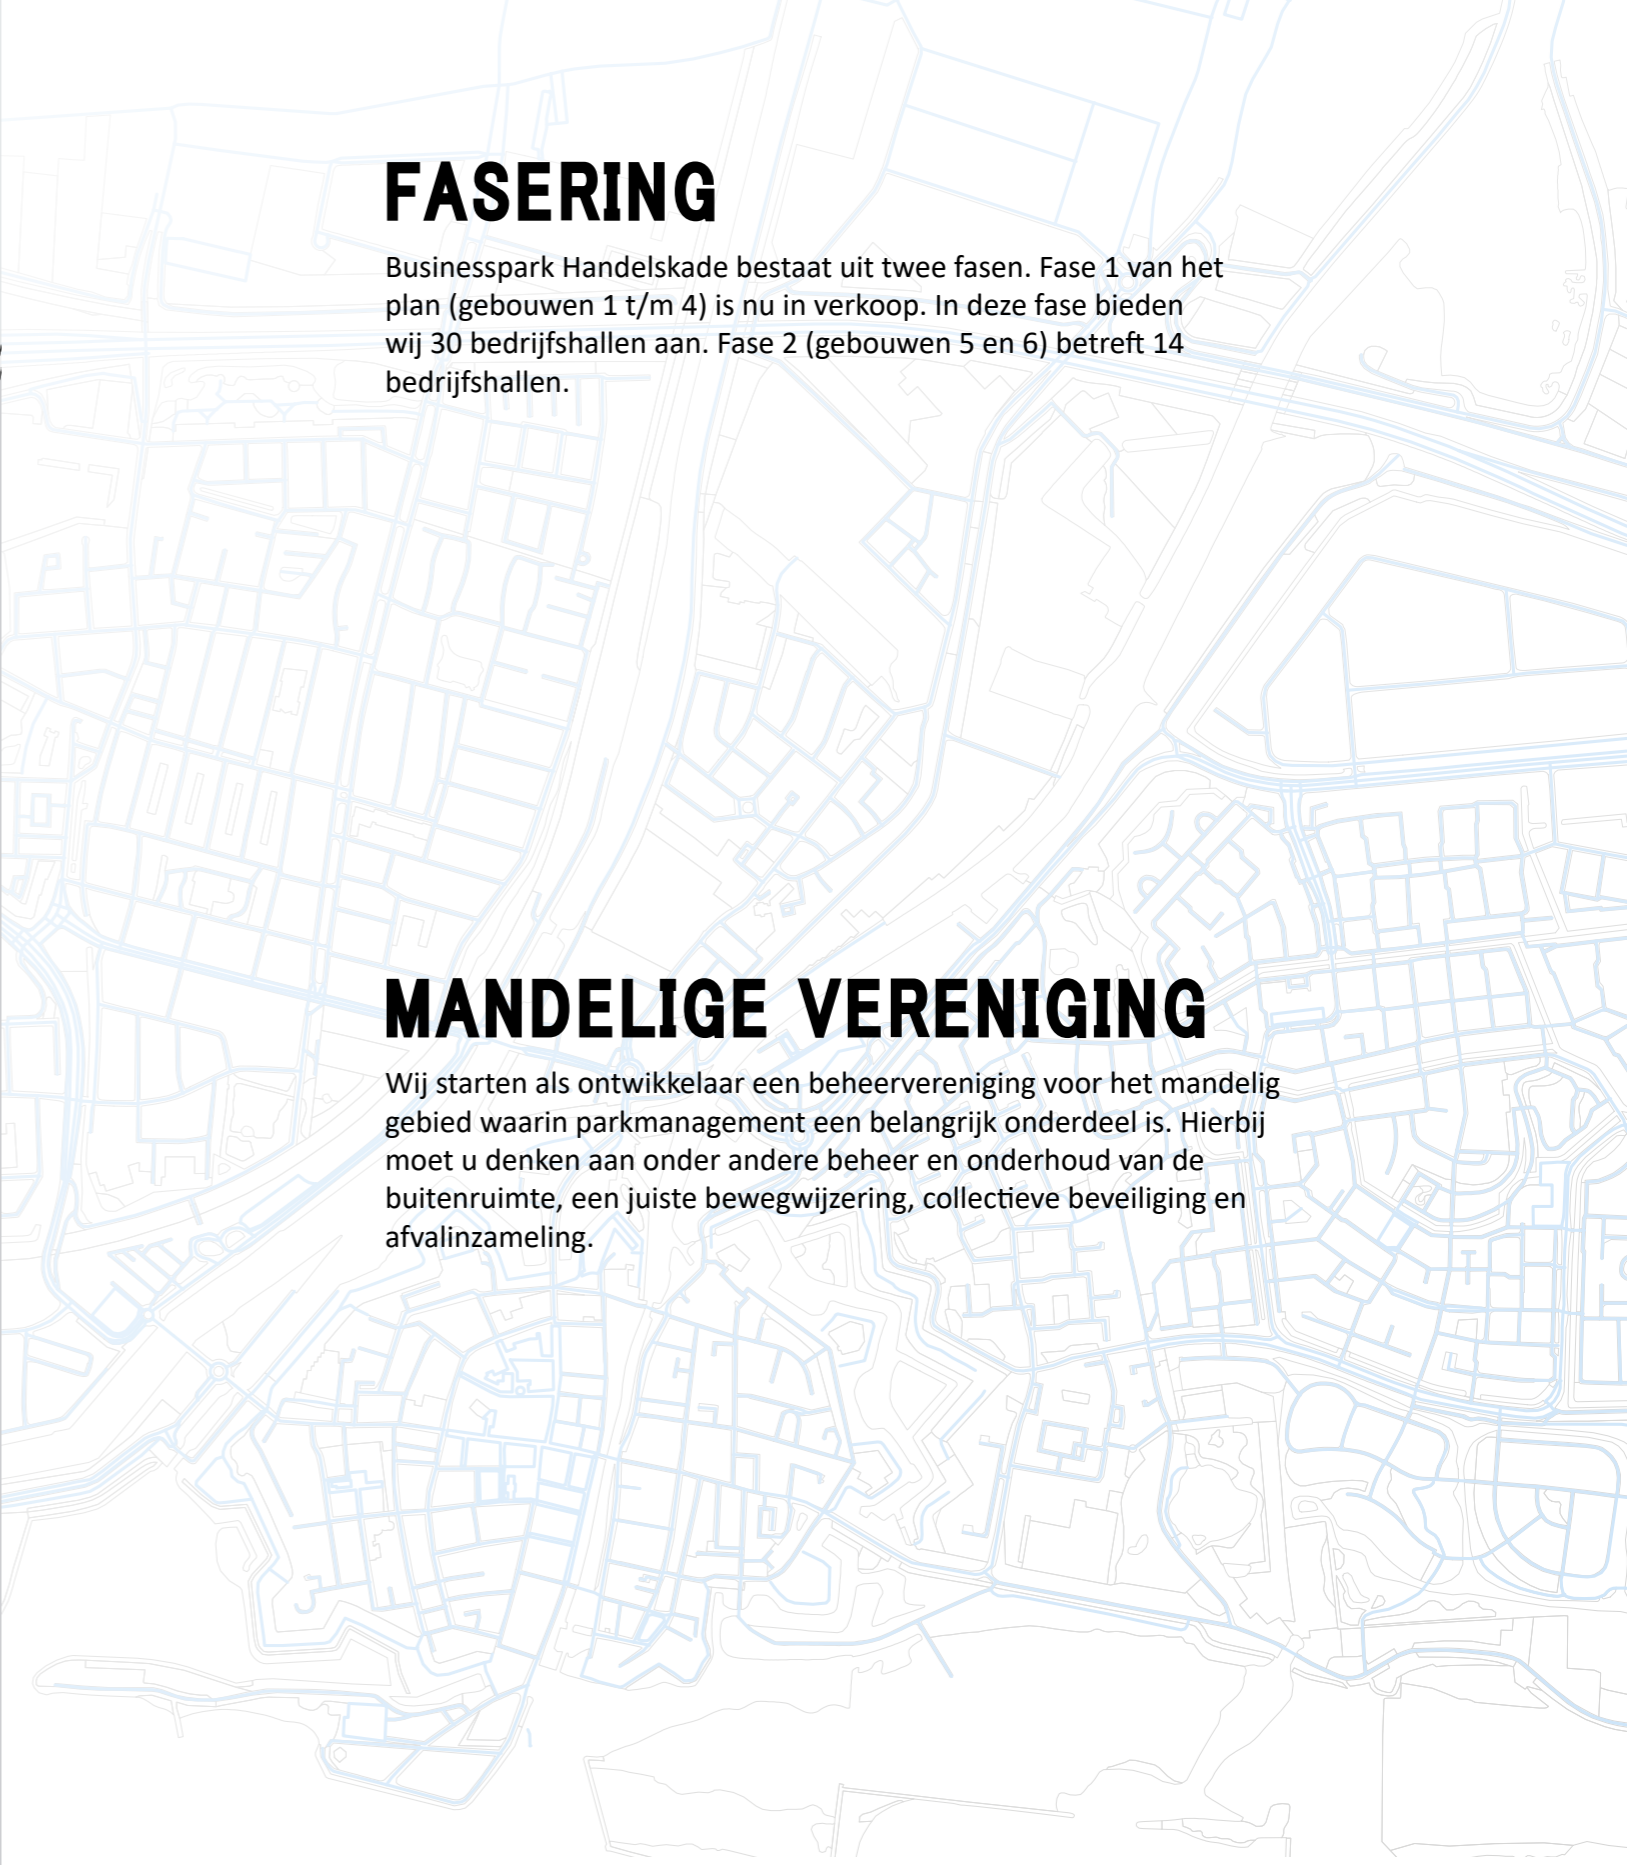 FASERING
Businesspark Handelskade bestaat uit twee fasen. Fase 1 van het
plan (gebouwen 1 t/m 4) is nu in verkoop. In deze fase bieden
wij 30 bedrijfshallen aan. Fase 2 (gebouwen 5 en 6) betreft 14
bedrijfshallen.
MANDELIGE VERENIGING
Wij starten als ontwikkelaar een beheervereniging voor het mandelig
gebied waarin parkmanagement een belangrijk onderdeel is. Hierbij
moet u denken aan onder andere beheer en onderhoud van de
buitenruimte, een juiste bewegwijzering, collectieve beveiliging en
afvalinzameling.